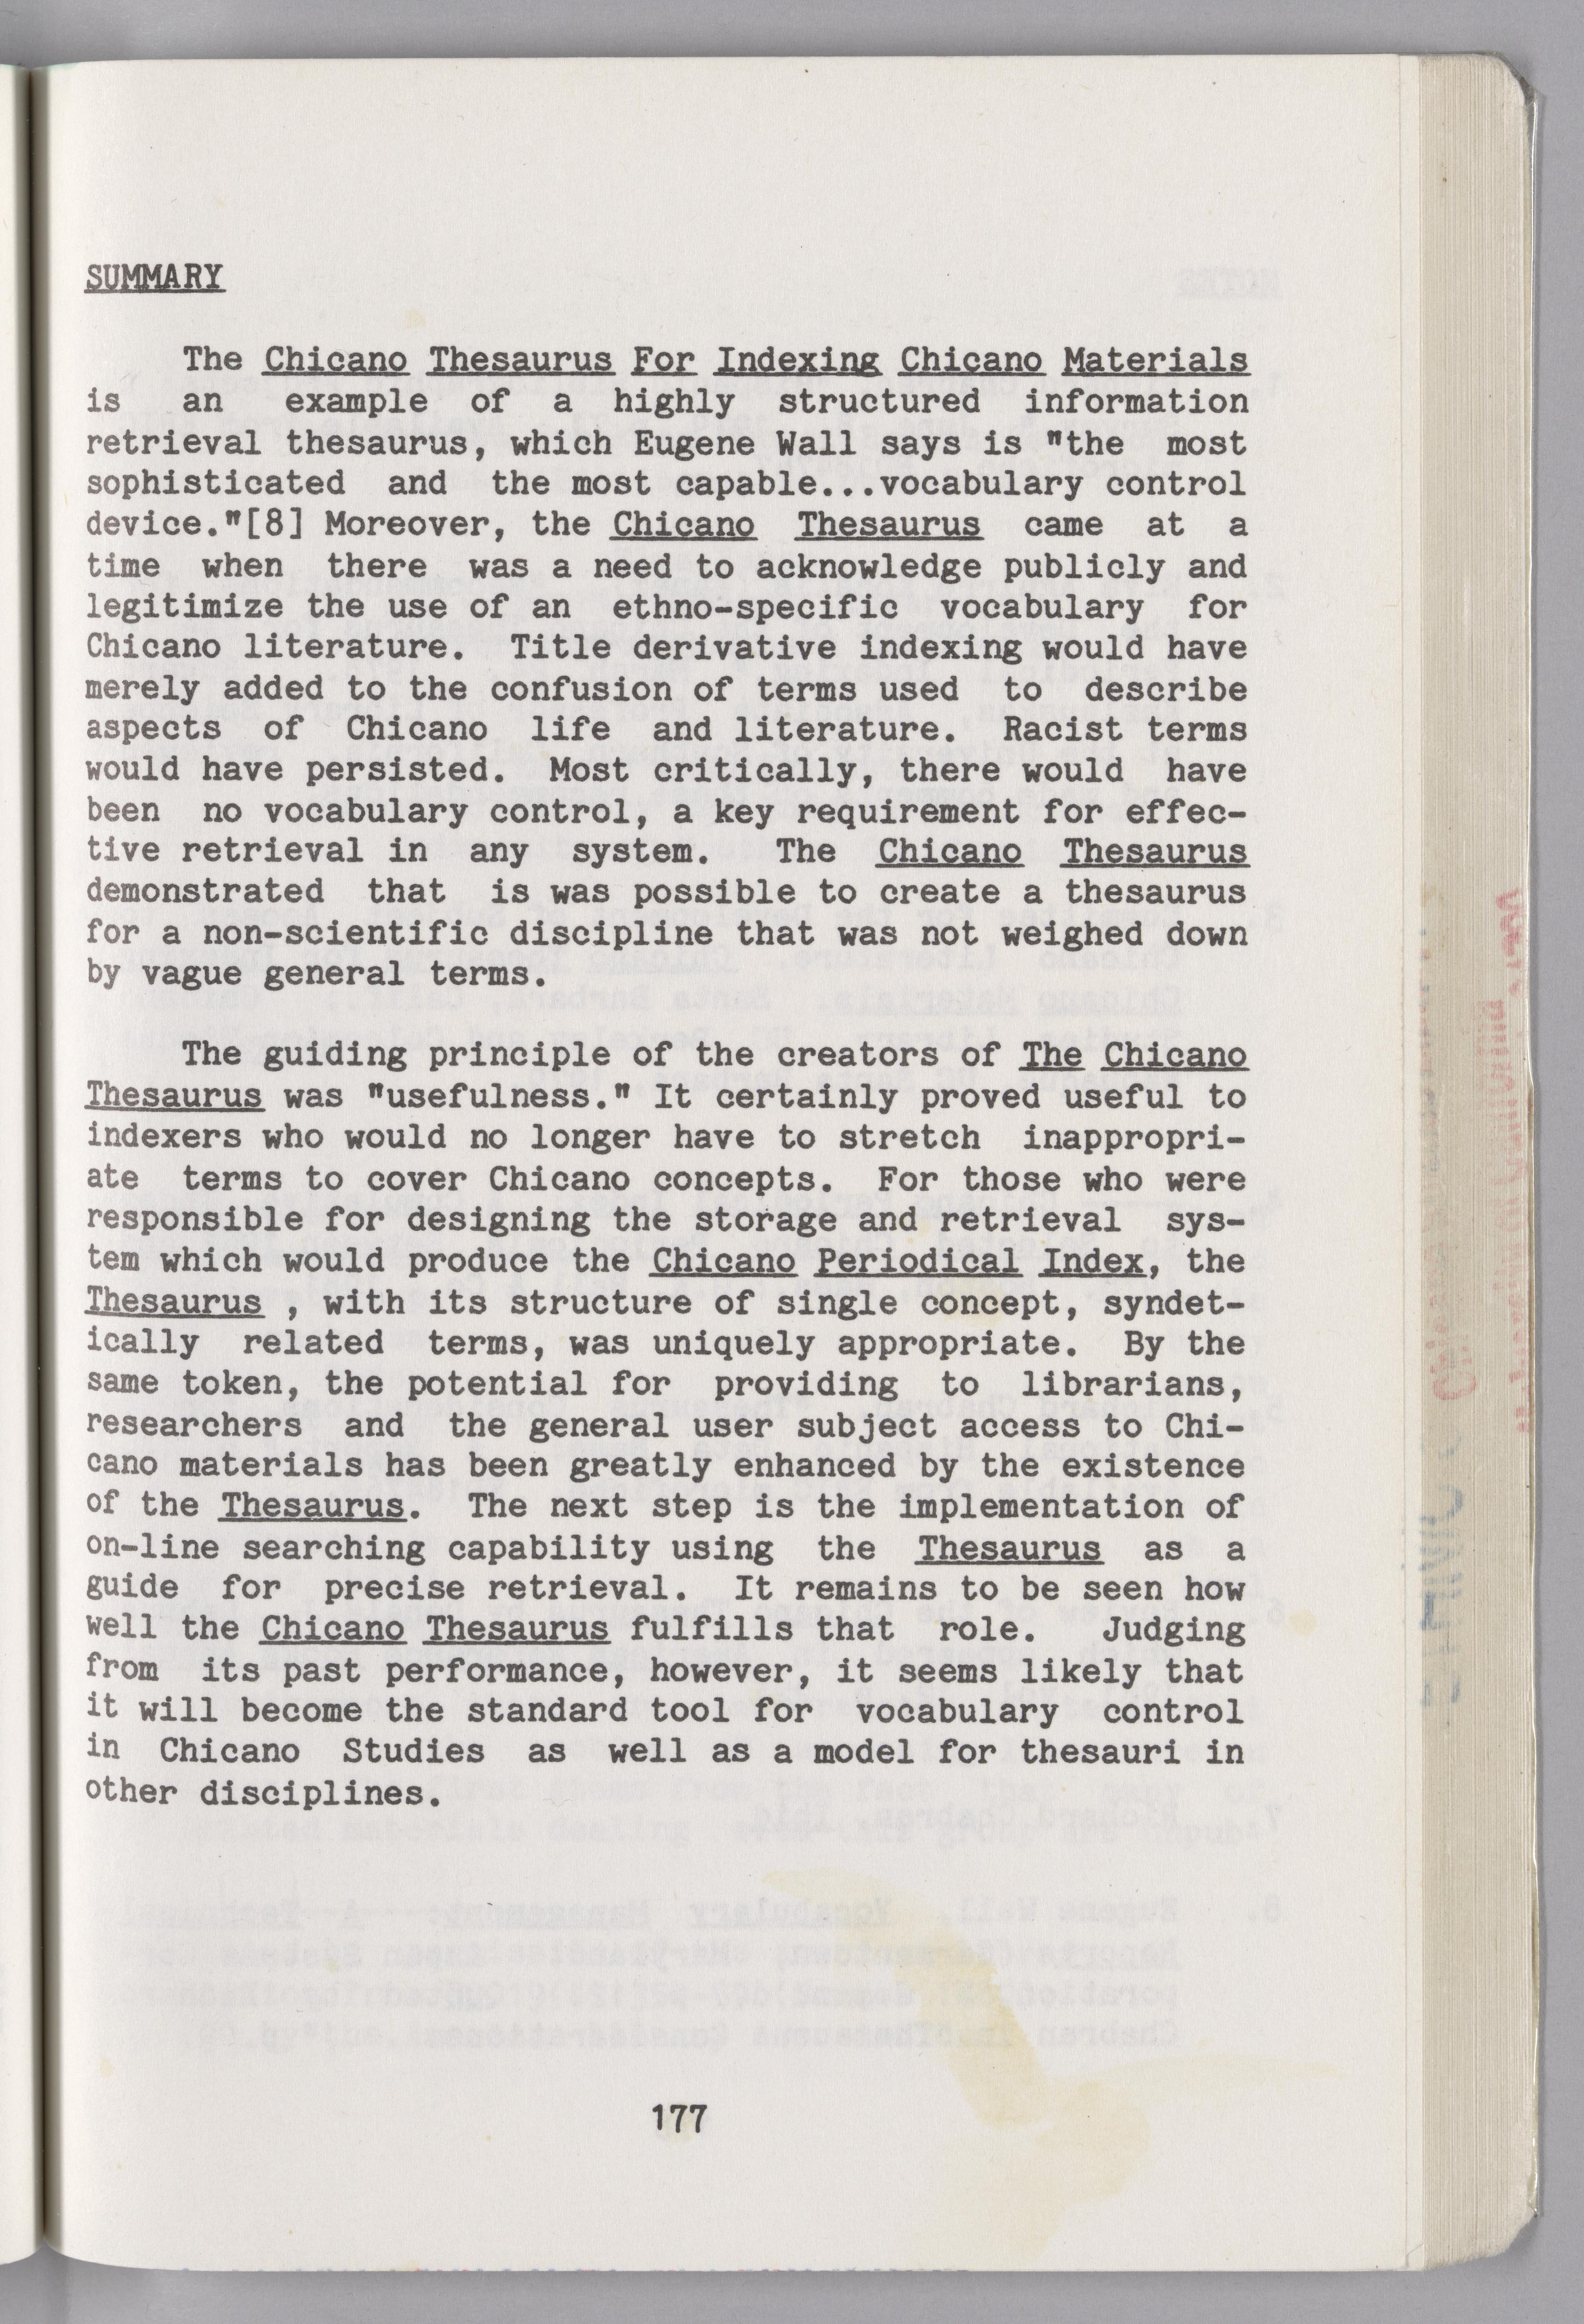 SUMMARY
The Chicano Thesaurus For Indexing Chicano Materials
is an example of a highly structured information
retrieval thesaurus, which Eugene Wall says is "the most
sophisticated and the most capable...vocabulary control
device."[8] Moreover, the Chicano Thesaurus came at a
time when there was a need to acknowledge publicly and
legitimize the use of an ethno-specific vocabulary for
Chicano literature. Title derivative indexing would have
merely added to the confusion of terms used to describe
aspects of Chicano life and literature. Racist terms
would have persisted. Most critically, there would have
been no vocabulary control, a key requirement for effec-
tive retrieval in any system. The Chicano Thesaurus
demonstrated that is was possible to create a thesaurus
for a non-scientific discipline that was not weighed down
by vague general terms.
The guiding principle of the creators of The Chicano
Thesaurus was "usefulness." It certainly proved useful to
indexers who would no longer have to stretch inappropri-
ate terms to cover Chicano concepts. For those who were
responsible for designing the storage and retrieval sys-
tem which would produce the Chicano Periodical Index, the
Thesaurus , with its structure of single concept, syndet-
ically related terms, was uniquely appropriate. By the
same token, the potential for providing to librarians,
researchers and the general user subject access to Chi-
cano materials has been greatly enhanced by the existence
of the Thesaurus. The next step is the implementation of
on-line searching capability using the Thesaurus as a
guide for precise retrieval. It remains to be seen how
well the Chicano Thesaurus fulfills that role. Judging
from its past performance, however, it seems likely that
it will become the standard tool for vocabulary control
in Chicano Studies as well as a model for thesauri in
other disciplines.
177